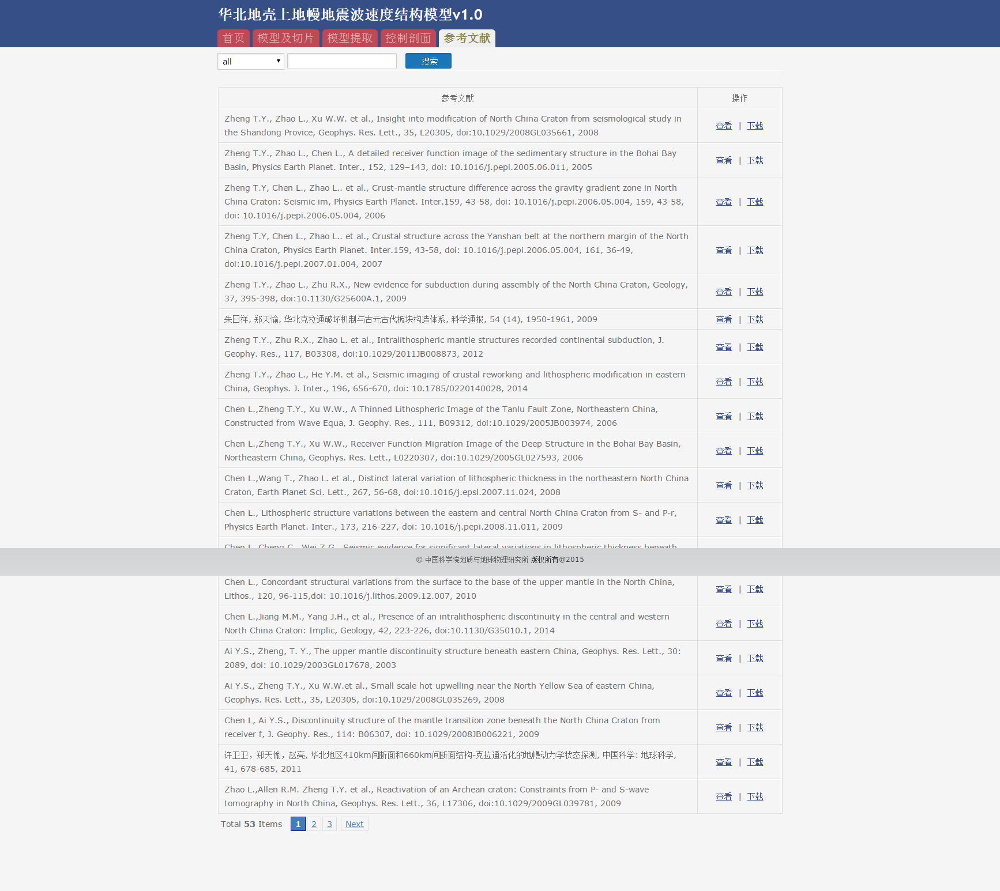 华北地壳上地幔地震波速度结构模型v1.0
首页 模型及切片 模型提取 控制剖面 参考文献
all 搜索
参考文献 操作
Zheng T.Y., Zhao L., Xu W.W. et al., Insight into modification of North China Craton from seismological study in
the Shandong Provice, Geophys. Res. Lett., 35, L20305, doi:10.1029/2008GL035661, 2008
查看 | 下载
Zheng T.Y., Zhao L., Chen L., A detailed receiver function image of the sedimentary structure in the Bohai Bay
Basin, Physics Earth Planet. Inter., 152, 129–143, doi: 10.1016/j.pepi.2005.06.011, 2005
查看 | 下载
Zheng T.Y, Chen L., Zhao L.. et al., Crust-mantle structure difference across the gravity gradient zone in North
China Craton: Seismic im, Physics Earth Planet. Inter.159, 43-58, doi: 10.1016/j.pepi.2006.05.004, 159, 43-58,
doi: 10.1016/j.pepi.2006.05.004, 2006
查看 | 下载
Zheng T.Y, Chen L., Zhao L.. et al., Crustal structure across the Yanshan belt at the northern margin of the North
China Craton, Physics Earth Planet. Inter.159, 43-58, doi: 10.1016/j.pepi.2006.05.004, 161, 36-49,
doi:10.1016/j.pepi.2007.01.004, 2007
查看 | 下载
Zheng T.Y., Zhao L., Zhu R.X., New evidence for subduction during assembly of the North China Craton, Geology,
37, 395-398, doi:10.1130/G25600A.1, 2009
查看 | 下载
朱日祥, 郑天愉, 华北克拉通破坏机制与古元古代板块构造体系, 科学通报, 54 (14), 1950-1961, 2009
查看 | 下载
Zheng T.Y., Zhu R.X., Zhao L. et al., Intralithospheric mantle structures recorded continental subduction, J.
Geophy. Res., 117, B03308, doi:10.1029/2011JB008873, 2012
查看 | 下载
Zheng T.Y., Zhao L., He Y.M. et al., Seismic imaging of crustal reworking and lithospheric modification in eastern
China, Geophys. J. Inter., 196, 656-670, doi: 10.1785/0220140028, 2014
查看 | 下载
Chen L.,Zheng T.Y., Xu W.W., A Thinned Lithospheric Image of the Tanlu Fault Zone, Northeastern China,
Constructed from Wave Equa, J. Geophy. Res., 111, B09312, doi:10.1029/2005JB003974, 2006
查看 | 下载
Chen L.,Zheng T.Y., Xu W.W., Receiver Function Migration Image of the Deep Structure in the Bohai Bay Basin,
Northeastern China, Geophys. Res. Lett., L0220307, doi:10.1029/2005GL027593, 2006
查看 | 下载
Chen L.,Wang T., Zhao L. et al., Distinct lateral variation of lithospheric thickness in the northeastern North China
Craton, Earth Planet Sci. Lett., 267, 56-68, doi:10.1016/j.epsl.2007.11.024, 2008
查看 | 下载
Chen L., Lithospheric structure variations between the eastern and central North China Craton from S- and P-r,
Physics Earth Planet. Inter., 173, 216-227, doi: 10.1016/j.pepi.2008.11.011, 2009
查看 | 下载
Chen L.,Cheng C., Wei Z.G., Seismic evidence for significant lateral variations in lithospheric thickness beneath
© 中国科学院地质与地球物理研究所 版权所有@2015
Chen L., Concordant structural variations from the surface to the base of the upper mantle in the North China,
Lithos., 120, 96-115,doi: 10.1016/j.lithos.2009.12.007, 2010
查看 | 下载
Chen L.,Jiang M.M., Yang J.H., et al., Presence of an intralithospheric discontinuity in the central and western
North China Craton: Implic, Geology, 42, 223-226, doi:10.1130/G35010.1, 2014
查看 | 下载
Ai Y.S., Zheng, T. Y., The upper mantle discontinuity structure beneath eastern China, Geophys. Res. Lett., 30:
2089, doi: 10.1029/2003GL017678, 2003
查看 | 下载
Ai Y.S., Zheng T.Y., Xu W.W.et al., Small scale hot upwelling near the North Yellow Sea of eastern China,
Geophys. Res. Lett., 35, L20305, doi:10.1029/2008GL035269, 2008
查看 | 下载
Chen L, Ai Y.S., Discontinuity structure of the mantle transition zone beneath the North China Craton from
receiver f, J. Geophy. Res., 114: B06307, doi: 10.1029/2008JB006221, 2009
查看 | 下载
许卫卫，郑天愉，赵亮, 华北地区410km间断面和660km间断面结构-克拉通活化的地幔动力学状态探测, 中国科学: 地球科学,
41, 678-685, 2011
查看 | 下载
Zhao L.,Allen R.M. Zheng T.Y. et al., Reactivation of an Archean craton: Constraints from P- and S-wave
tomography in North China, Geophys. Res. Lett., 36, L17306, doi:10.1029/2009GL039781, 2009
查看 | 下载
Total 53 Items 1 2 3 Next